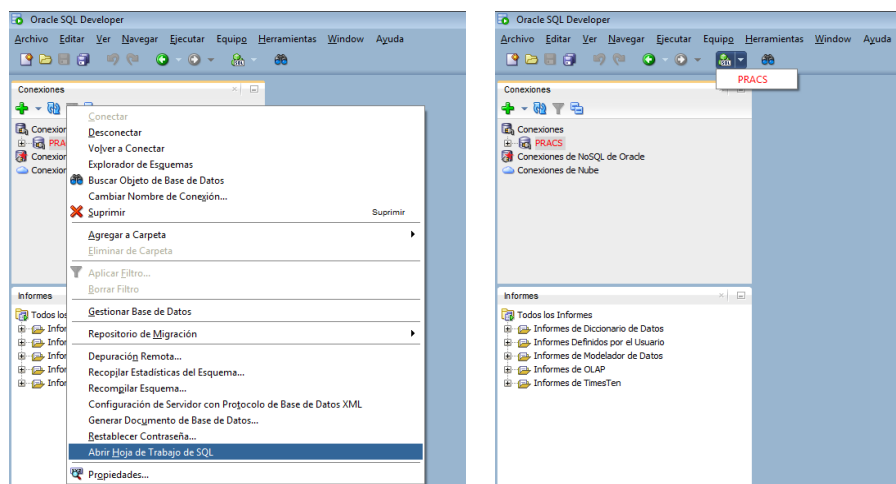 Oracle SQL Developer
Archivo Editar Ver Navegar Ejecutar Equipo Herramientas Window Ayuda
Conexiones
Conexion
PRA
Conexion
Conexion
Conectar
Desconectar
Volver a Conectar
Explorador de Esquemas
Buscar Objeto de Base de Datos
Cambiar Nombre de Conexión...
Suprimir Suprimir
Agregar a Carpeta
Eliminar de Carpeta
Aplicar Filtro...
Borrar Filtro
Gestionar Base de Datos
Repositorio de Migración
Depuración Remota...
Recopilar Estadísticas del Esquema...
Recompilar Esquema...
Configuración de Servidor con Protocolo de Base de Datos XML
Generar Documento de Base de Datos...
Restablecer Contraseña...
Abrir Hoja de Trabajo de SQL
Propiedades...
Informes
Todos los
Infor
Infor
Infor
Infor
Infor
Oracle SQL Developer
Archivo Editar Ver Navegar Ejecutar Equipo Herramientas Window Ayuda
PRACS
Conexiones
Conexiones
PRACS
Conexiones de NoSQL de Oracle
Conexiones de Nube
Informes
Todos los Informes
Informes de Diccionario de Datos
Informes Definidos por el Usuario
Informes de Modelador de Datos
Informes de OLAP
Informes de TimesTen